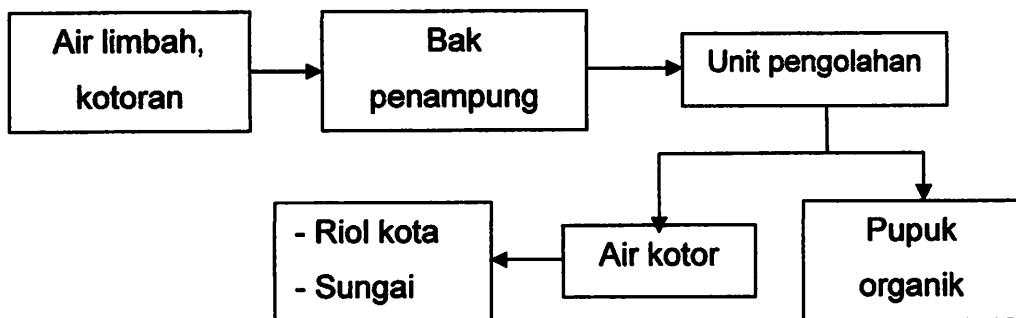 Air limbah,
kotoran
Bak
penampung
Unit pengolahan
- Riol kota
- Sungai
Air kotor
Pupuk
organik